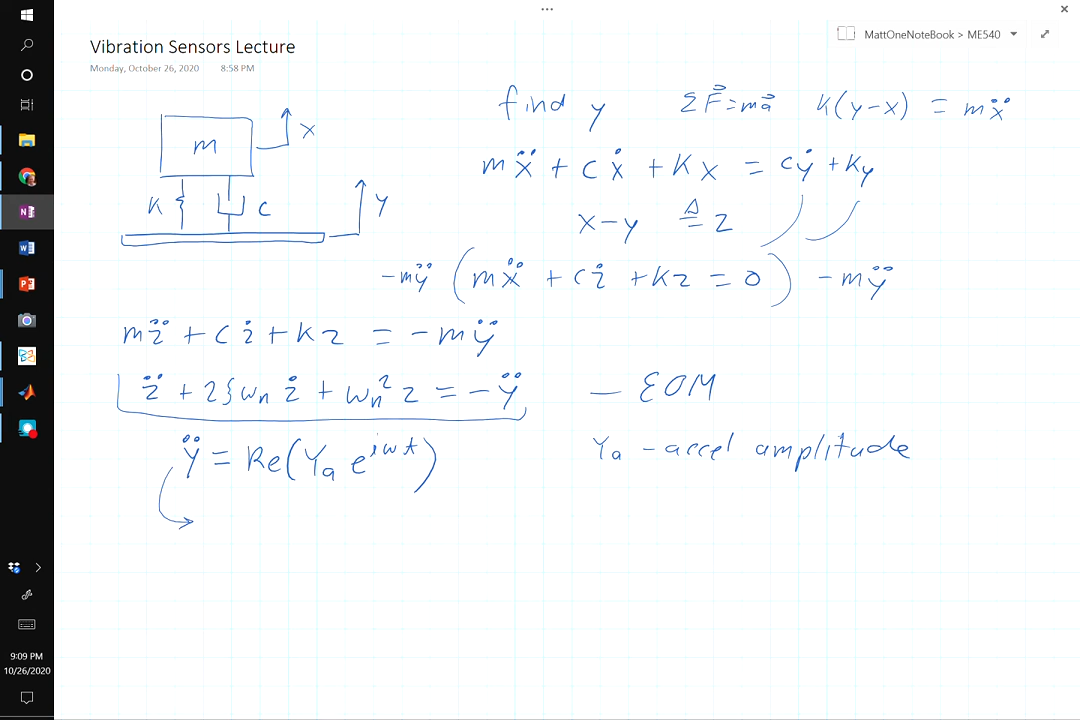 MattOneNoteBook > ME540
Vibration Sensors Lecture
Monday, October 26, 2020 8:58 PM
find y ΣF⃗=ma⃗ K(y-x) = mẍ
m x
K c y
mẍ + cẋ + Kx = cẏ + Ky
x-y ≜ z
-mÿ (mẍ + cż + Kz = 0) -mÿ
mz̈ + cż + Kz = -mÿ
z̈ + 2ζωn ż + ωn² z = -ÿ — EOM
ÿ = Re(Ya e^iωt) Ya - accel amplitude
9:09 PM
10/26/2020